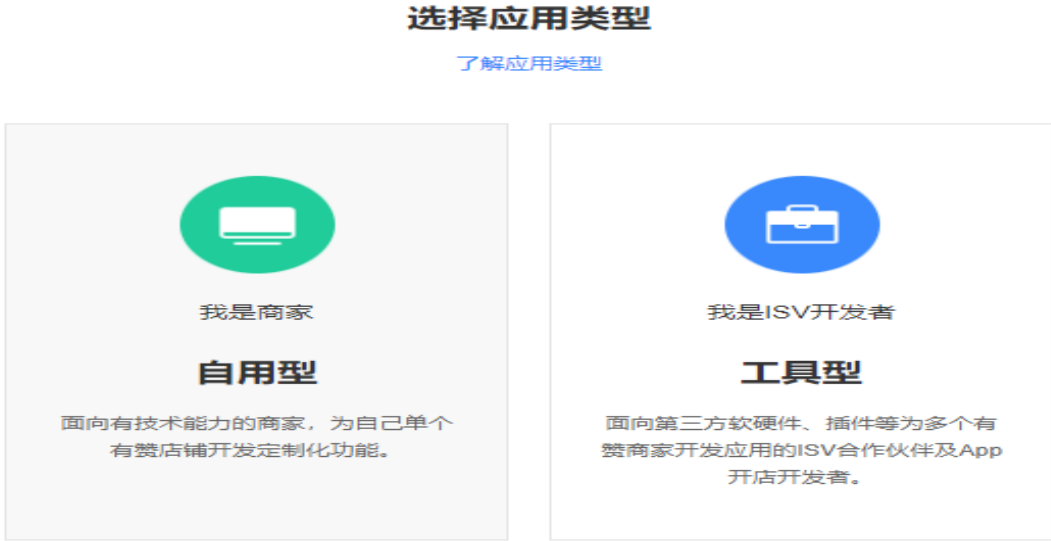 选择应用类型
了解应用类型
我是商家
自用型
面向有技术能力的商家，为自己单个
有赞店铺开发定制化功能。
我是ISV开发者
工具型
面向第三方软硬件、插件等为多个有
赞商家开发应用的ISV合作伙伴及App
开店开发者。